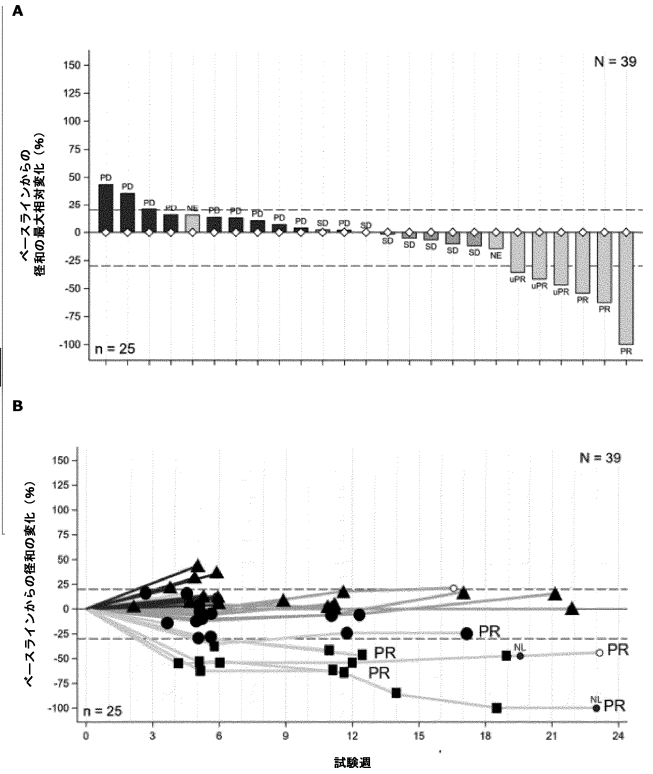 A
N = 39
ベースラインからの
径和の最大相対変化（%）
150
125
100
75
50
25
0
-25
-50
-75
-100
PD
PD
PD
PD
NE
PD
PD
PD
PD
PD
SD
PD
SD
SD
SD
SD
SD
SD
NE
uPR
uPR
uPR
PR
PR
PR
n = 25
B
N = 39
ベースラインからの径和の変化（%）
150
125
100
75
50
25
0
-25
-50
-75
-100
PR
PR
NL
PR
PR
NL
PR
n = 25
0 3 6 9 12 15 18 21 24
試験週